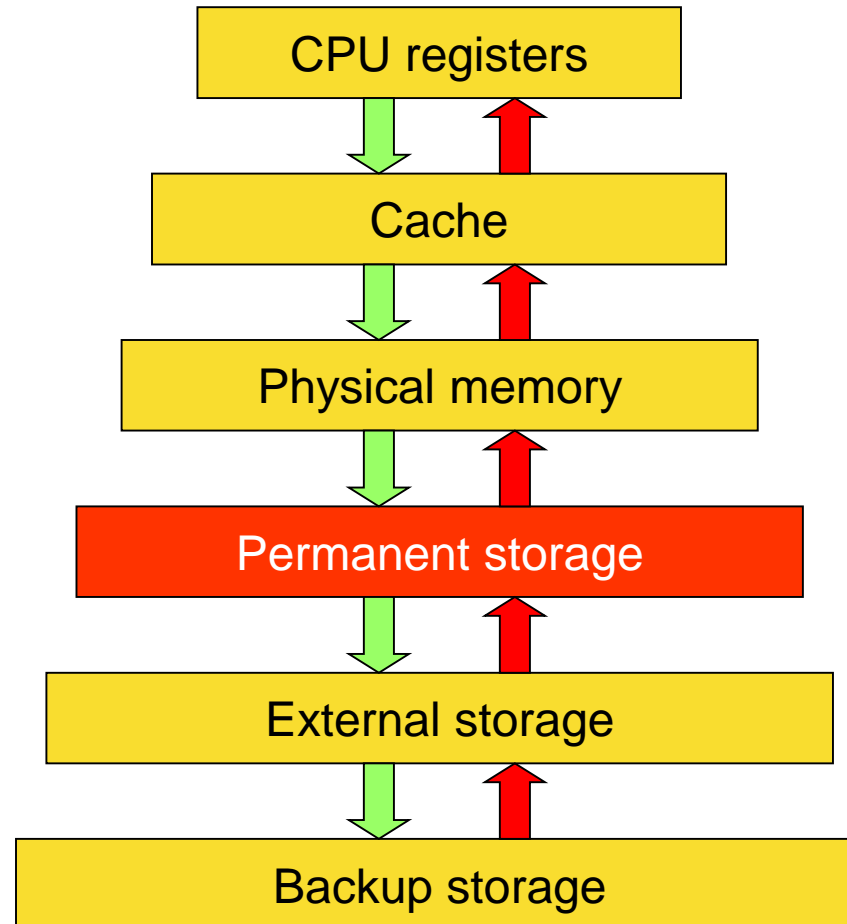 CPU registers
Cache
Physical memory
Permanent storage
External storage
Backup storage